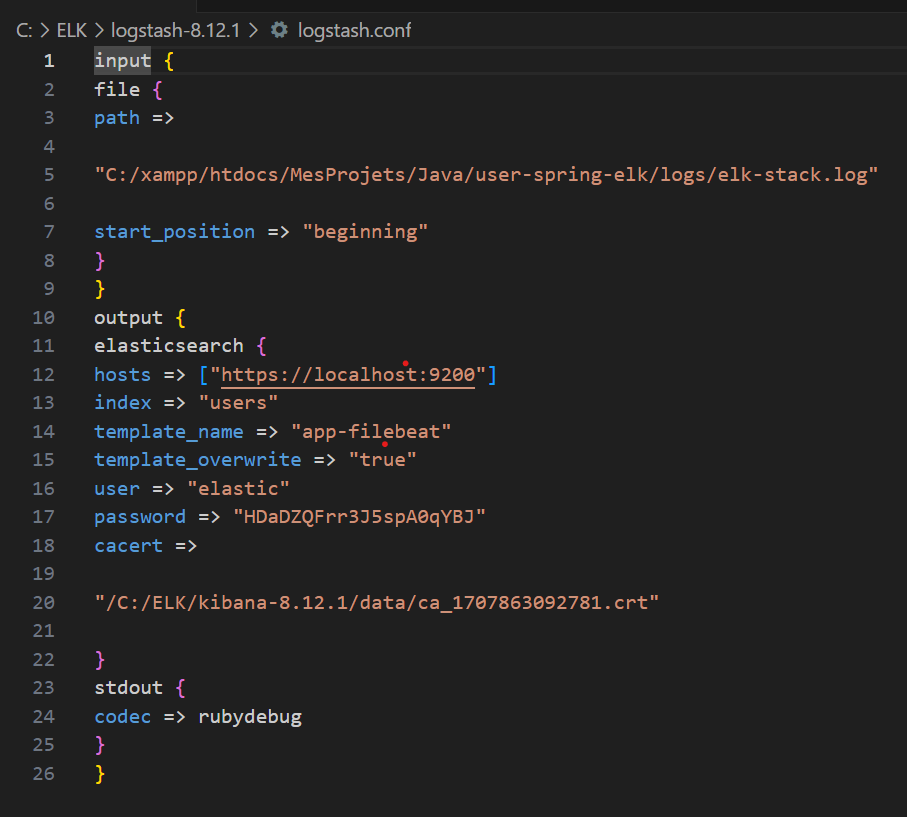 C: > ELK > logstash-8.12.1 > logstash.conf
1 input {
2 file {
3 path =>
4
5 "C:/xampp/htdocs/MesProjets/Java/user-spring-elk/logs/elk-stack.log"
6
7 start_position => "beginning"
8 }
9 }
10 output {
11 elasticsearch {
12 hosts => ["https://localhost:9200"]
13 index => "users"
14 template_name => "app-filebeat"
15 template_overwrite => "true"
16 user => "elastic"
17 password => "HDaDZQFrr3J5spA0qYBJ"
18 cacert =>
19
20 "/C:/ELK/kibana-8.12.1/data/ca_1707863092781.crt"
21
22 }
23 stdout {
24 codec => rubydebug
25 }
26 }